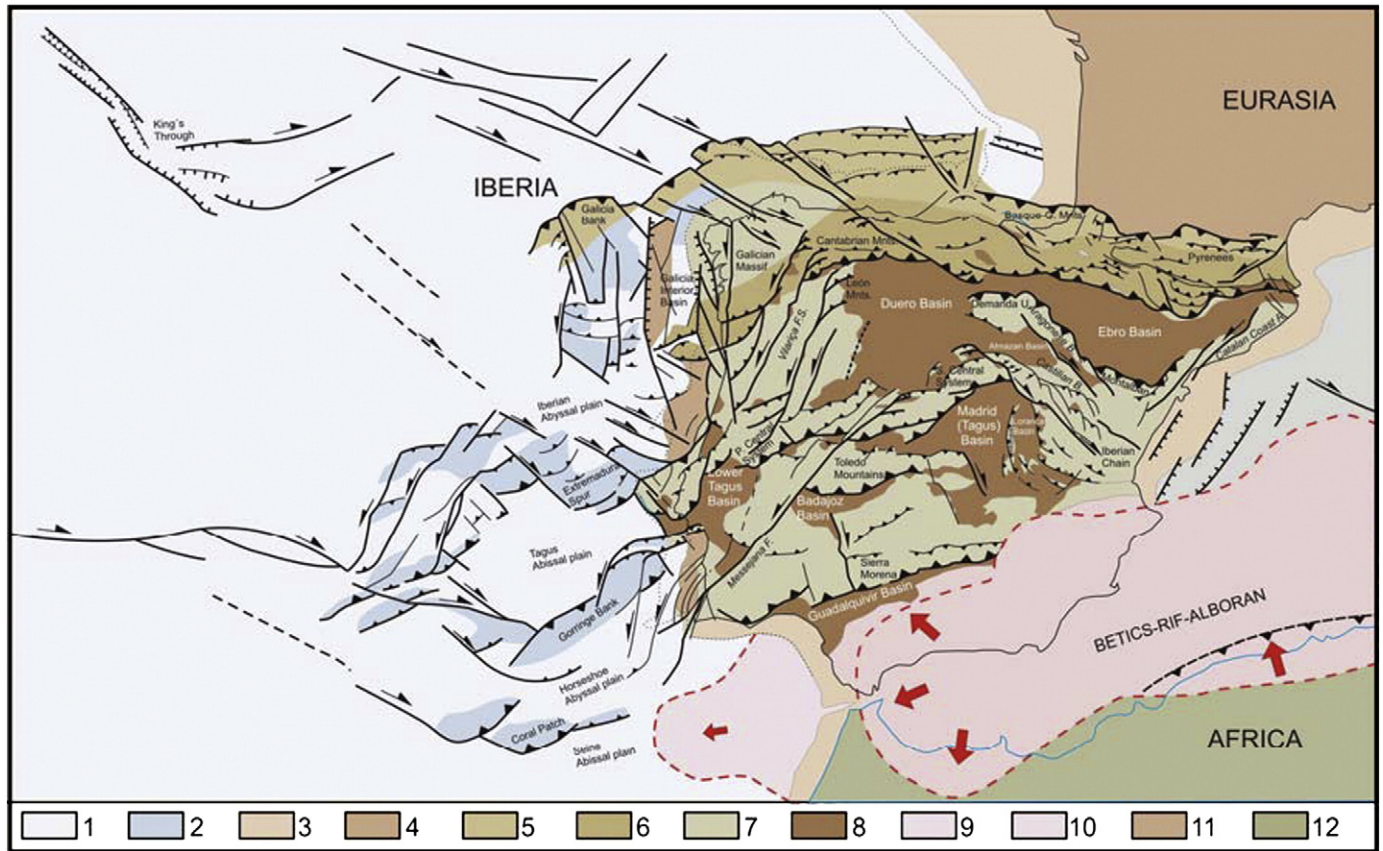 EURASIA
King´s
Through
IBERIA
Galicia
Bank
Basque-C. Mnts.
Cantabrian Mnts.
Galician
Massif
Pyrenees
Galicia
Interior
Basin
León
Mnts.
Duero Basin
Demanda U.
Aragonese B.
Ebro Basin
Catalan Coast R.
Vilariça F.S.
Almazan Basin
Castilian B.
Montalban
S. Central
System
Iberian
Abyssal plain
Madrid
(Tagus)
Basin
Loranca
Basin
P. Central
System
Iberian
Chain
Toledo
Mountains
Extremadura
Spur
Lower
Tagus
Basin
Badajoz
Basin
Tagus
Abissal plain
Messejana F.
Sierra
Morena
Guadalquivir Basin
Gorringe Bank
BETICS-RIF-ALBORAN
Horseshoe
Abyssal plain
Coral Patch
Abissal plain
AFRICA
1 2 3 4 5 6 7 8 9 10 11 12